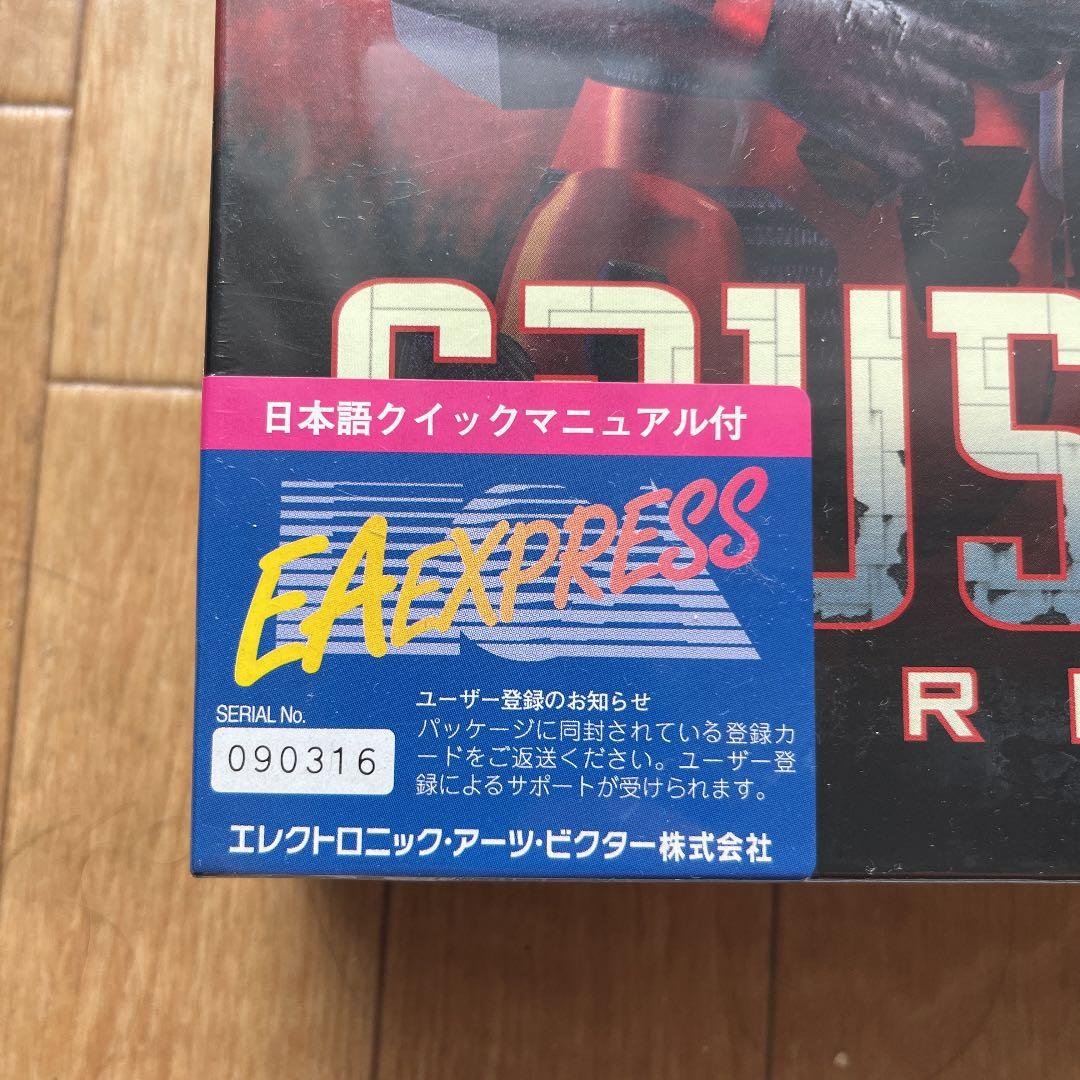 日本語クイックマニュアル付
EA EXPRESS
SERIAL No.
090316
ユーザー登録のお知らせ
パッケージに同封されている登録カ
ードをご返送ください。ユーザー登
録によるサポートが受けられます。
エレクトロニック・アーツ・ビクター株式会社
R